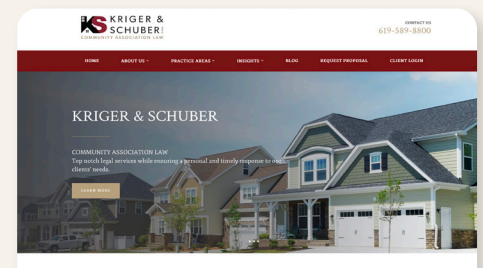 KRIGER &
SCHUBER
COMMUNITY ASSOCIATION LAW
CONTACT US
619-589-8800
HOME
ABOUT US
PRACTICE AREAS
INSIGHTS
BLOG
REQUEST PROPOSAL
CLIENT LOGIN
KRIGER & SCHUBER
COMMUNITY ASSOCIATION LAW
Top notch legal services while ensuring a personal and timely response to our
clients' needs.
LEARN MORE